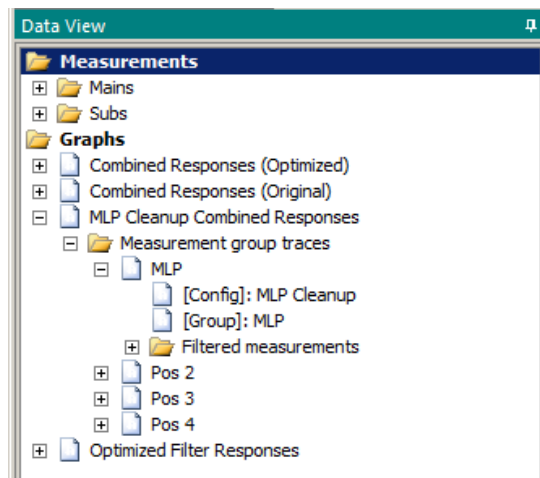 Data View
Measurements
Mains
Subs
Graphs
Combined Responses (Optimized)
Combined Responses (Original)
MLP Cleanup Combined Responses
Measurement group traces
MLP
[Config]: MLP Cleanup
[Group]: MLP
Filtered measurements
Pos 2
Pos 3
Pos 4
Optimized Filter Responses